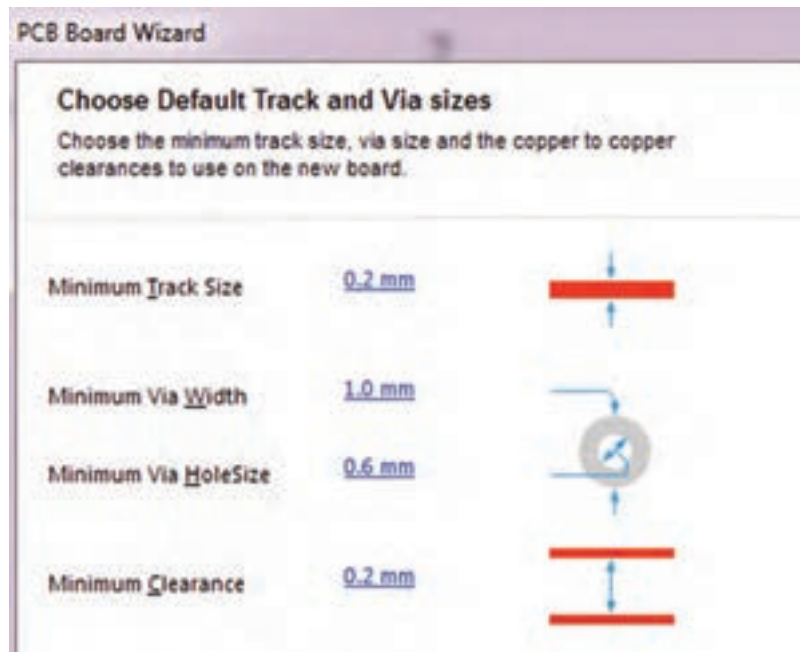 PCB Board Wizard
Choose Default Track and Via sizes
Choose the minimum track size, via size and the copper to copper
clearances to use on the new board.
Minimum Track Size 0.2 mm
Minimum Via Width 1.0 mm
Minimum Via HoleSize 0.6 mm
Minimum Clearance 0.2 mm